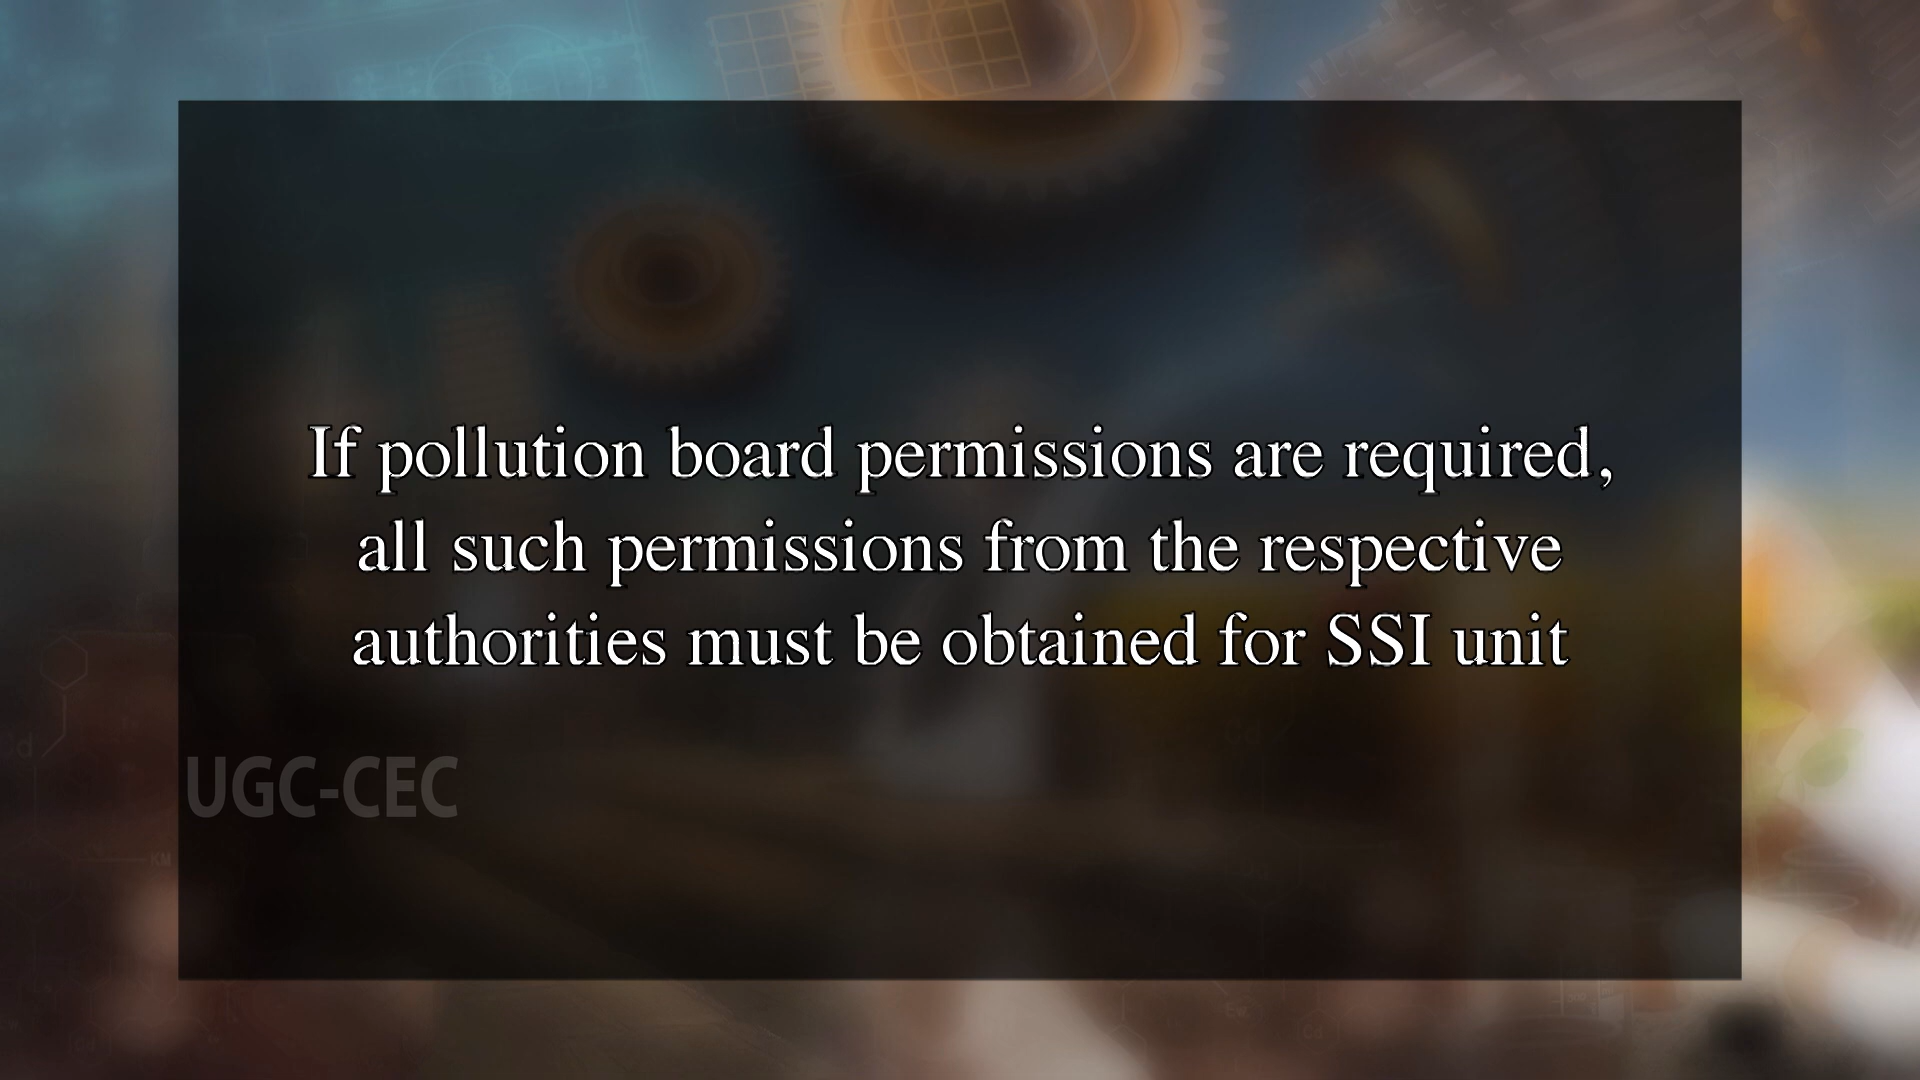 If pollution board permissions are required,
all such permissions from the respective
authorities must be obtained for SSI unit
UGC-CEC
KM